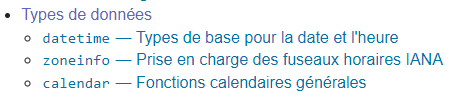 Types de données
datetime — Types de base pour la date et l'heure
zoneinfo — Prise en charge des fuseaux horaires IANA
calendar — Fonctions calendaires générales